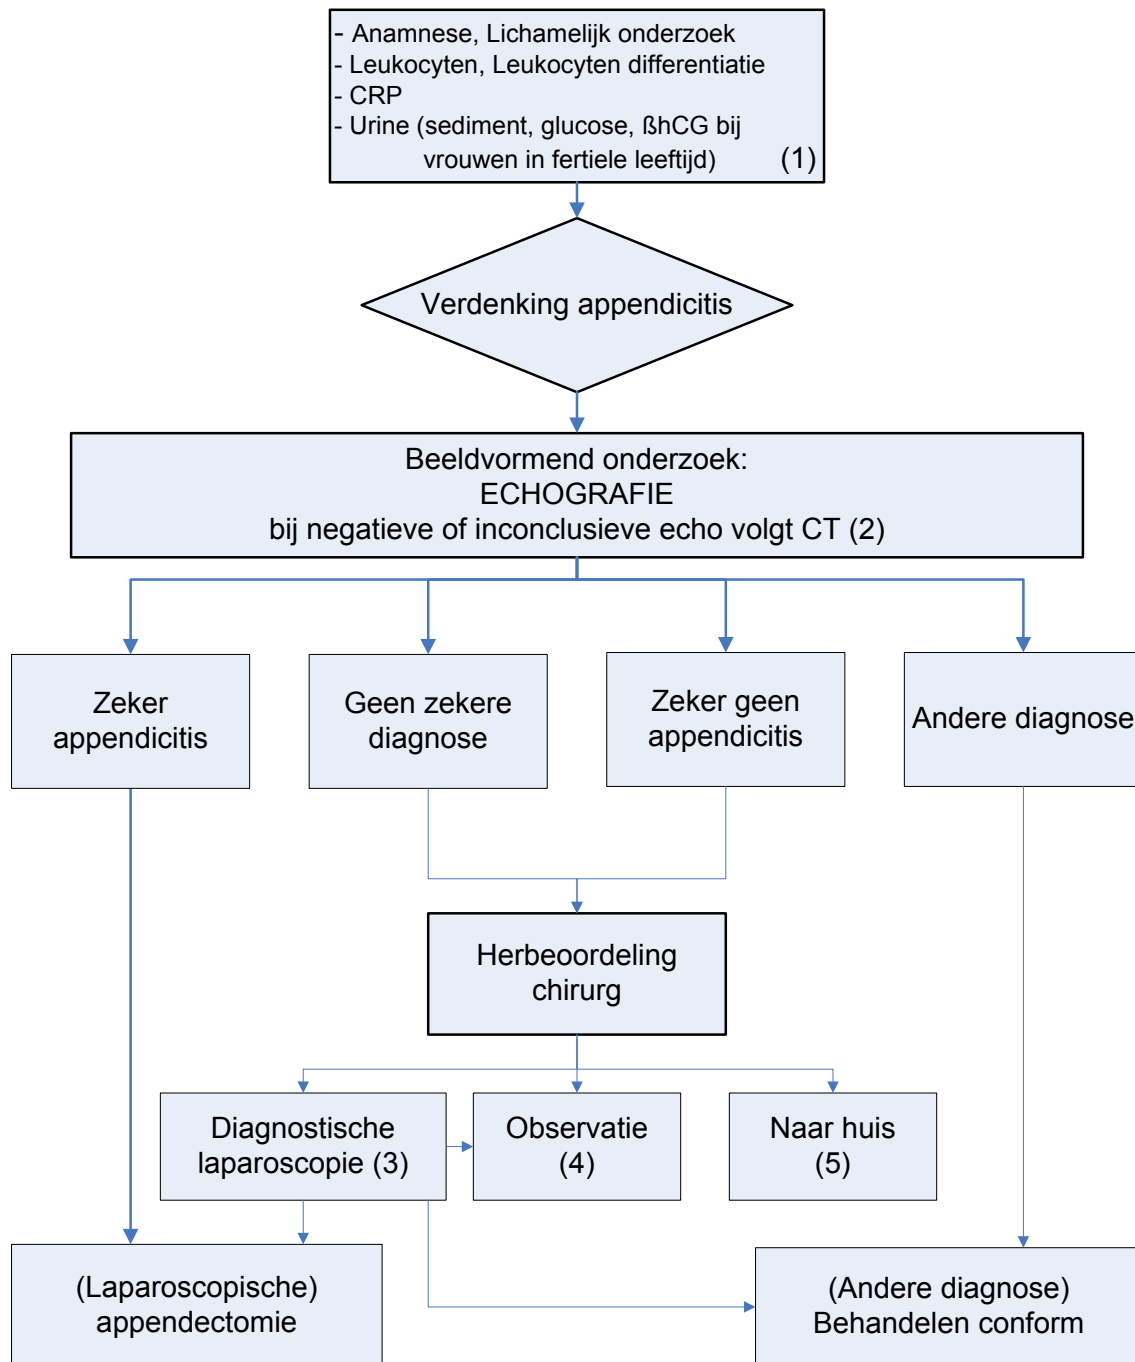 - Anamnese, Lichamelijk onderzoek
- Leukocyten, Leukocyten differentiatie
- CRP
- Urine (sediment, glucose, ßhCG bij
vrouwen in fertiele leeftijd) (1)
Verdenking appendicitis
Beeldvormend onderzoek:
ECHOGRAFIE
bij negatieve of inconclusieve echo volgt CT (2)
Zeker
appendicitis
Geen zekere
diagnose
Zeker geen
appendicitis
Andere diagnose
Herbeoordeling
chirurg
Diagnostische
laparoscopie (3)
Observatie
(4)
Naar huis
(5)
(Laparoscopische)
appendectomie
(Andere diagnose)
Behandelen conform